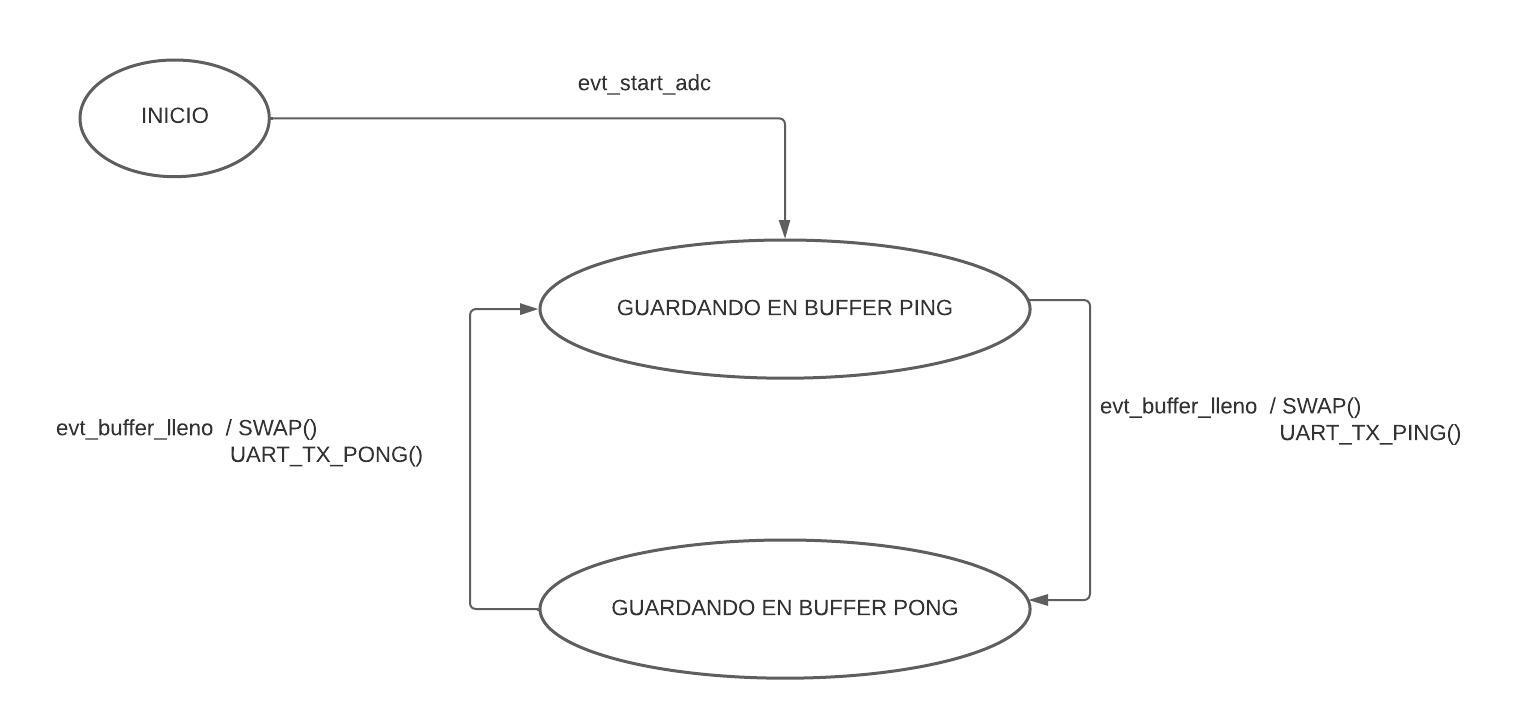 evt_start_adc
INICIO
GUARDANDO EN BUFFER PING
evt_buffer_lleno / SWAP()
UART_TX_PONG()
evt_buffer_lleno / SWAP()
UART_TX_PING()
GUARDANDO EN BUFFER PONG